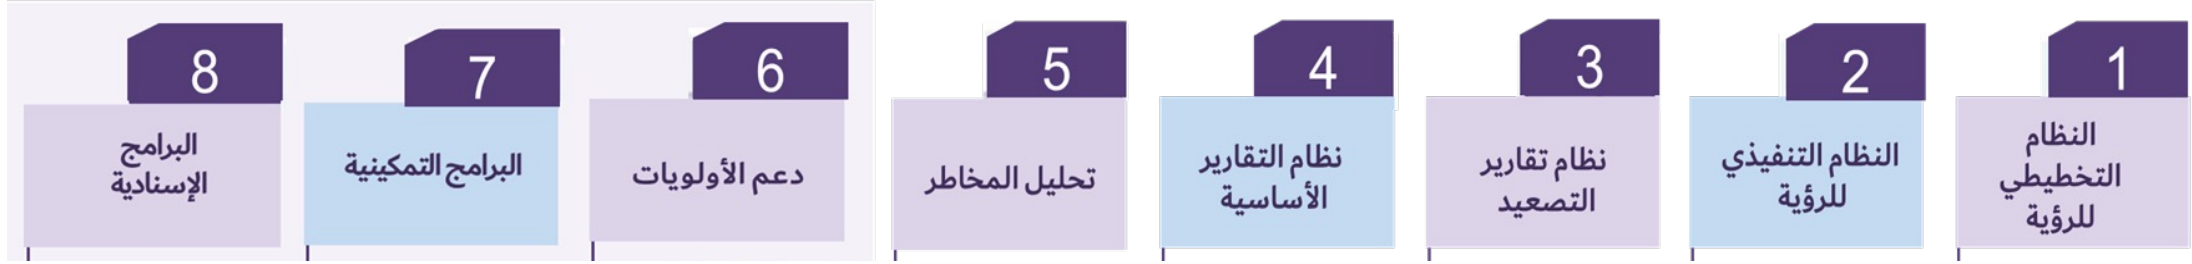 1
النظام
التخطيطي
للرؤية
2
النظام التنفيذي
للرؤية
3
نظام تقارير
التصعيد
4
نظام التقارير
الأساسية
5
تحليل المخاطر
6
دعم الأولويات
7
البرامج التمكينية
8
البرامج
الإسنادية